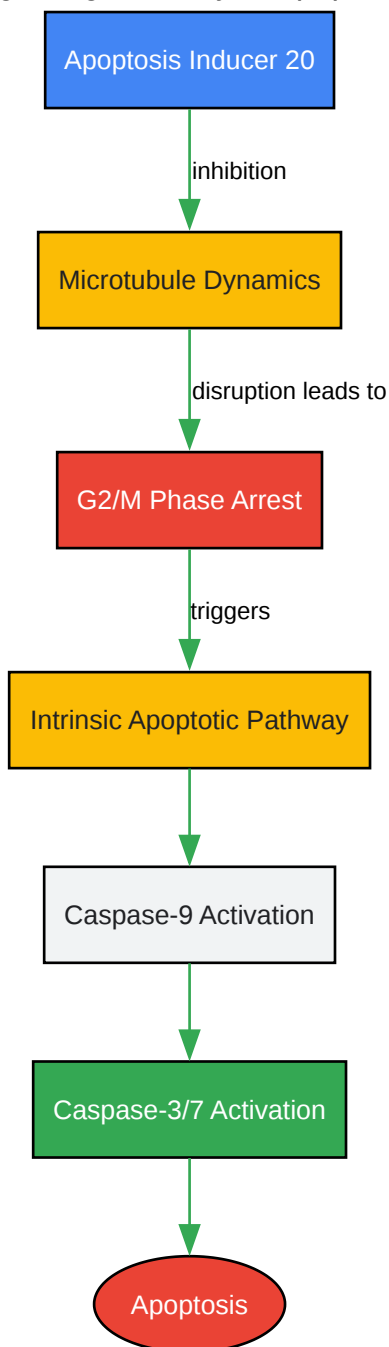 Apoptosis Inducer 20
inhibition
Microtubule Dynamics
disruption leads to
G2/M Phase Arrest
triggers
Intrinsic Apoptotic Pathway
Caspase-9 Activation
Caspase-3/7 Activation
Apoptosis